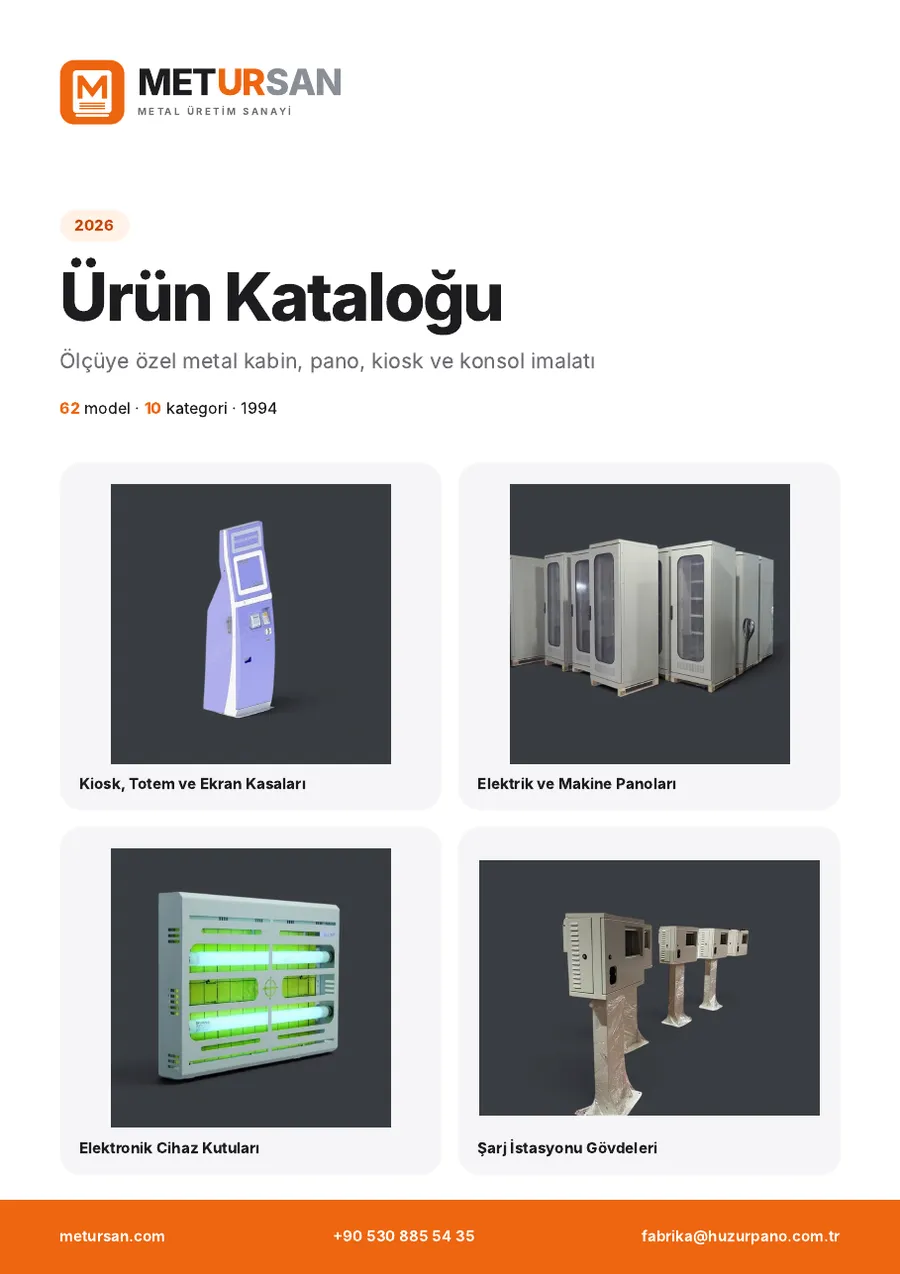 METURSAN
METAL ÜRETİM SANAYİ
2026
Ürün Kataloğu
Ölçüye özel metal kabin, pano, kiosk ve konsol imalatı
62 model · 10 kategori · 1994
Kiosk, Totem ve Ekran Kasaları
Elektrik ve Makine Panoları
Elektronik Cihaz Kutuları
Şarj İstasyonu Gövdeleri
metursan.com
+90 530 885 54 35
fabrika@huzurpano.com.tr